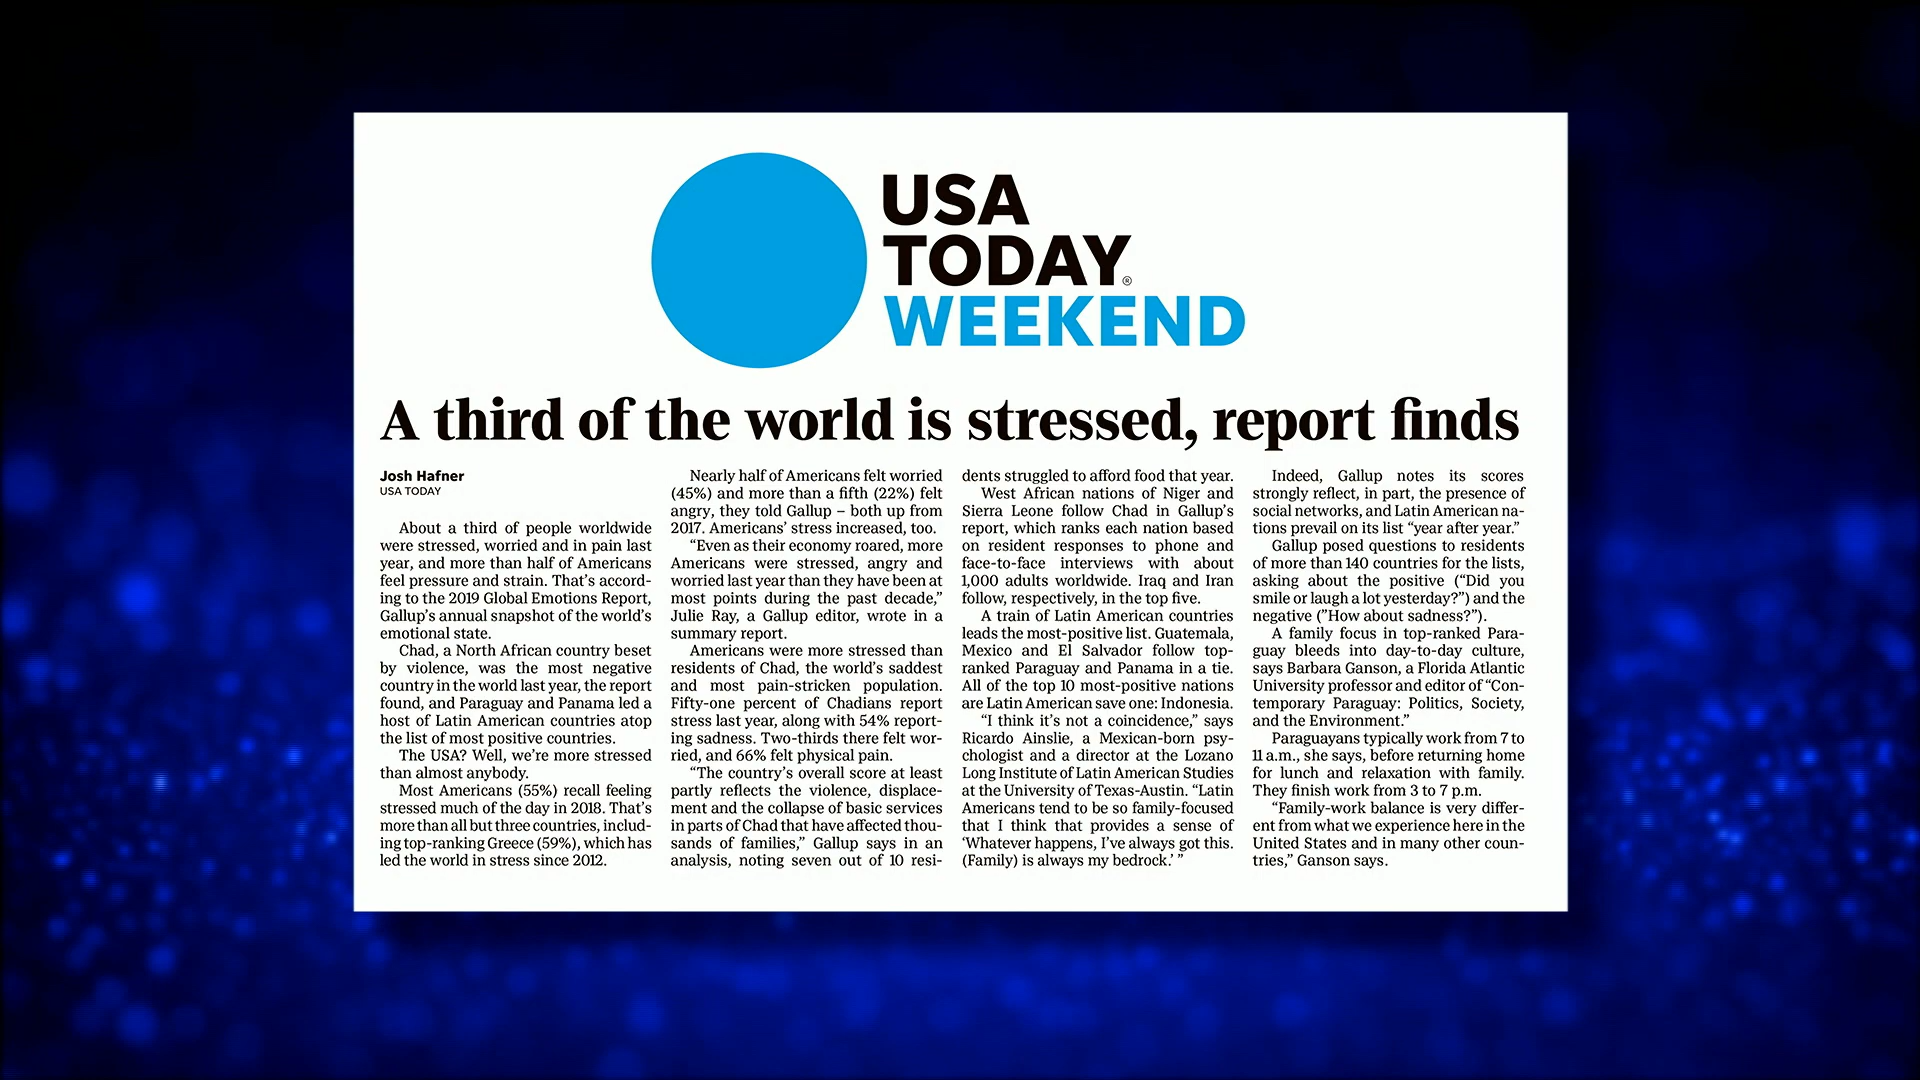 USA
TODAY®
WEEKEND
A third of the world is stressed, report finds
Josh Hafner
USA TODAY
About a third of people worldwide
were stressed, worried and in pain last
year, and more than half of Americans
feel pressure and strain. That’s accord-
ing to the 2019 Global Emotions Report,
Gallup’s annual snapshot of the world’s
emotional state.
Chad, a North African country beset
by violence, was the most negative
country in the world last year, the report
found, and Paraguay and Panama led a
host of Latin American countries atop
the list of most positive countries.
The USA? Well, we’re more stressed
than almost anybody.
Most Americans (55%) recall feeling
stressed much of the day in 2018. That’s
more than all but three countries, includ-
ing top-ranking Greece (59%), which has
led the world in stress since 2012.
Nearly half of Americans felt worried
(45%) and more than a fifth (22%) felt
angry, they told Gallup – both up from
2017. Americans’ stress increased, too.
“Even as their economy roared, more
Americans were stressed, angry and
worried last year than they have been at
most points during the past decade,”
Julie Ray, a Gallup editor, wrote in a
summary report.
Americans were more stressed than
residents of Chad, the world’s saddest
and most pain-stricken population.
Fifty-one percent of Chadians report
stress last year, along with 54% report-
ing sadness. Two-thirds there felt wor-
ried, and 66% felt physical pain.
“The country’s overall score at least
partly reflects the violence, displace-
ment and the collapse of basic services
in parts of Chad that have affected thou-
sands of families,” Gallup says in an
analysis, noting seven out of 10 resi-
dents struggled to afford food that year.
West African nations of Niger and
Sierra Leone follow Chad in Gallup’s
report, which ranks each nation based
on resident responses to phone and
face-to-face interviews with about
1,000 adults worldwide. Iraq and Iran
follow, respectively, in the top five.
A train of Latin American countries
leads the most-positive list. Guatemala,
Mexico and El Salvador follow top-
ranked Paraguay and Panama in a tie.
All of the top 10 most-positive nations
are Latin American save one: Indonesia.
“I think it’s not a coincidence,” says
Ricardo Ainslie, a Mexican-born psy-
chologist and a director at the Lozano
Long Institute of Latin American Studies
at the University of Texas-Austin. “Latin
Americans tend to be so family-focused
that I think that provides a sense of
‘Whatever happens, I’ve always got this.
(Family) is always my bedrock.’ ”
Indeed, Gallup notes its scores
strongly reflect, in part, the presence of
social networks, and Latin American na-
tions prevail on its list “year after year.”
Gallup posed questions to residents
of more than 140 countries for the lists,
asking about the positive (“Did you
smile or laugh a lot yesterday?”) and the
negative (”How about sadness?”).
A family focus in top-ranked Para-
guay bleeds into day-to-day culture,
says Barbara Ganson, a Florida Atlantic
University professor and editor of “Con-
temporary Paraguay: Politics, Society,
and the Environment.”
Paraguayans typically work from 7 to
11 a.m., she says, before returning home
for lunch and relaxation with family.
They finish work from 3 to 7 p.m.
“Family-work balance is very differ-
ent from what we experience here in the
United States and in many other coun-
tries,” Ganson says.